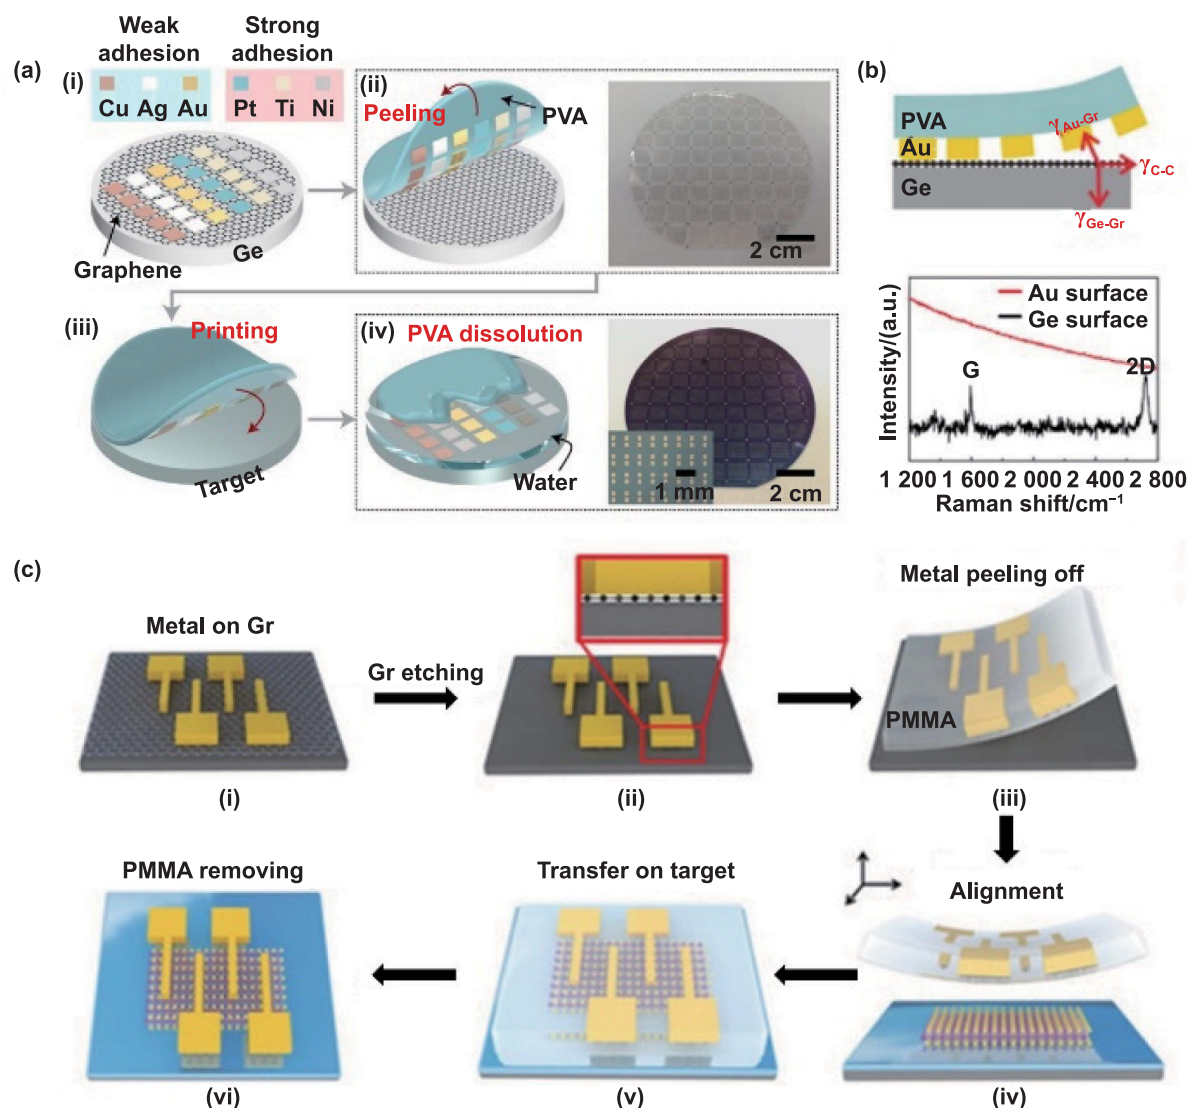 (a)
Weak
adhesion
Strong
adhesion
(i)
Cu Ag Au
Pt Ti Ni
Graphene
Ge
(ii)
Peeling
PVA
2 cm
(iii)
Printing
Target
(iv)
PVA dissolution
Water
1 mm
2 cm
(b)
PVA
Au
Ge
γAu-Gr
γC-C
γGe-Gr
Intensity/(a.u.)
Au surface
Ge surface
G
2D
1 200 1 600 2 000 2 400 2 800
Raman shift/cm⁻¹
(c)
Metal on Gr
(i)
Gr etching
(ii)
Metal peeling off
PMMA
(iii)
Alignment
(iv)
Transfer on target
(v)
PMMA removing
(vi)